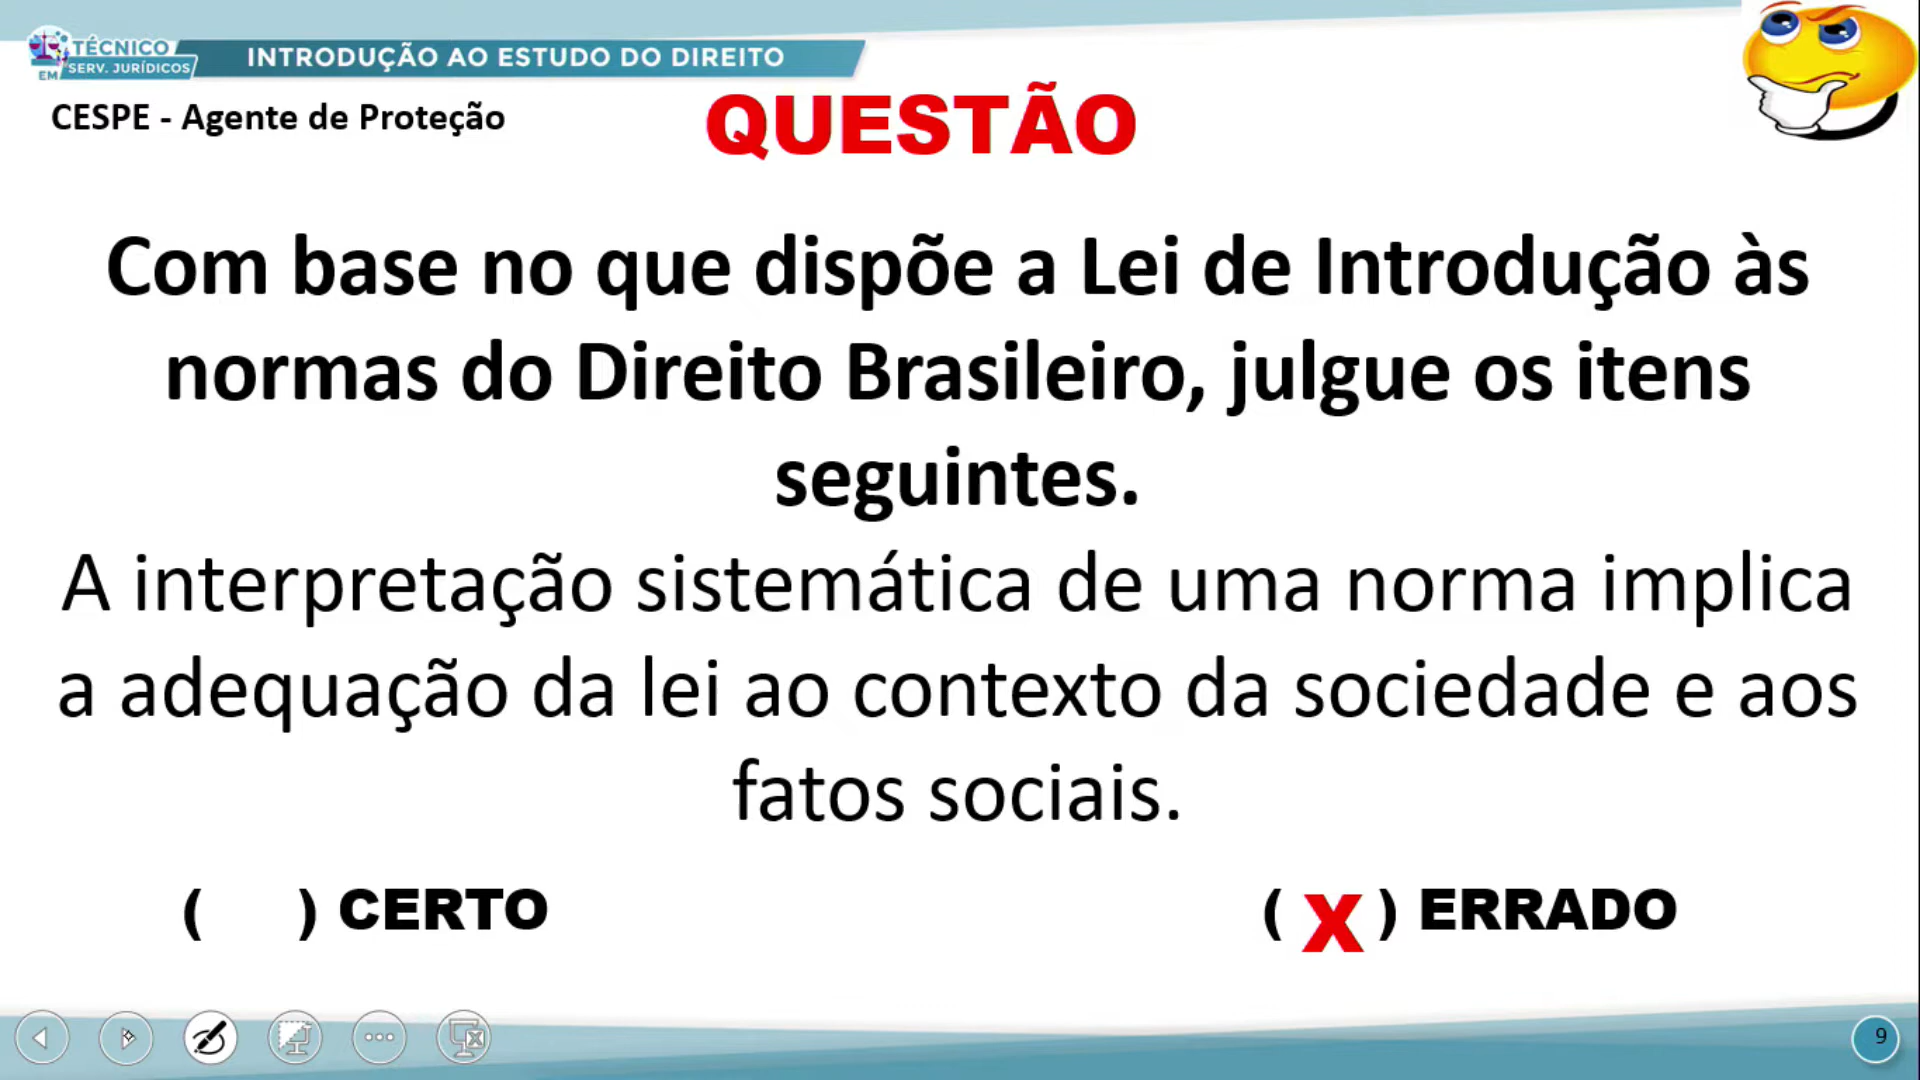 TÉCNICO
EM SERV. JURÍDICOS
INTRODUÇÃO AO ESTUDO DO DIREITO
CESPE - Agente de Proteção
QUESTÃO
Com base no que dispõe a Lei de Introdução às
normas do Direito Brasileiro, julgue os itens
seguintes.
A interpretação sistemática de uma norma implica
a adequação da lei ao contexto da sociedade e aos
fatos sociais.
( ) CERTO
( X ) ERRADO
9